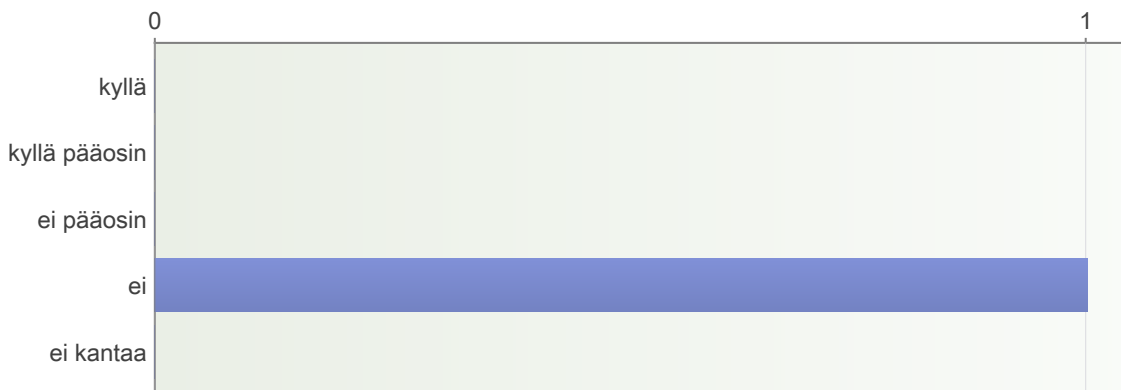 0 1
kyllä
kyllä pääosin
ei pääosin
ei
ei kantaa